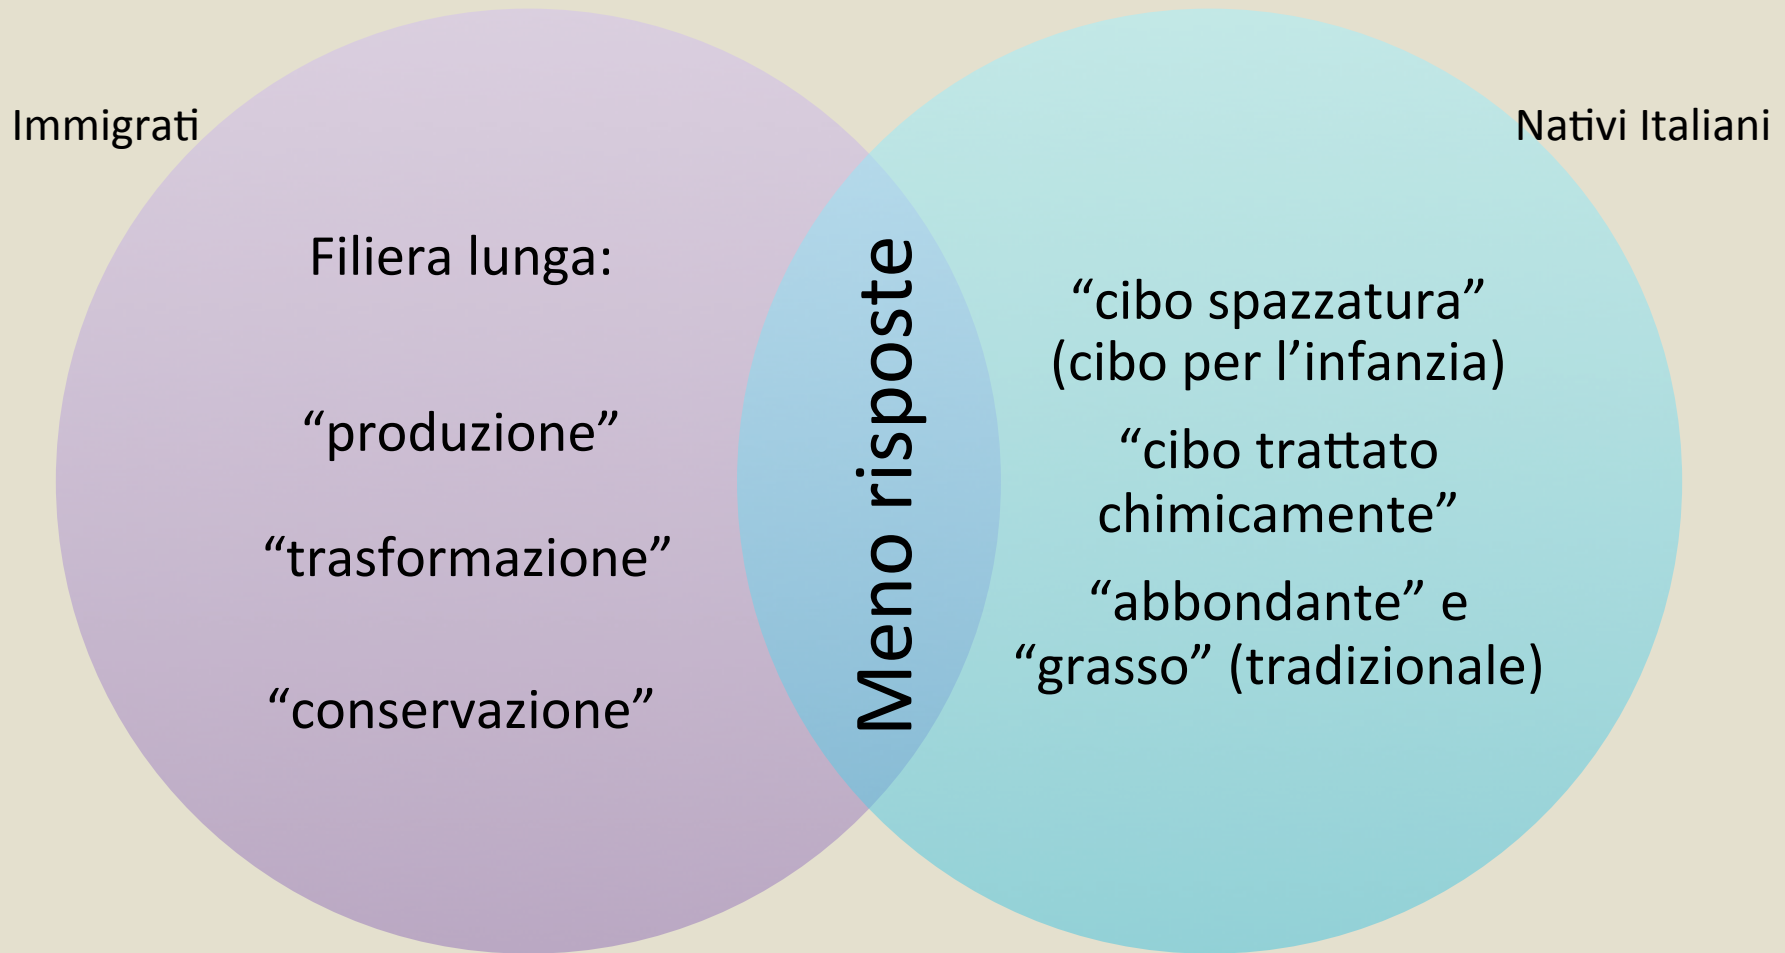 Immigrati
Nativi Italiani
Filiera lunga:
“produzione”
“trasformazione”
“conservazione”
Meno risposte
“cibo spazzatura”
(cibo per l’infanzia)
“cibo trattato
chimicamente”
“abbondante” e
“grasso” (tradizionale)